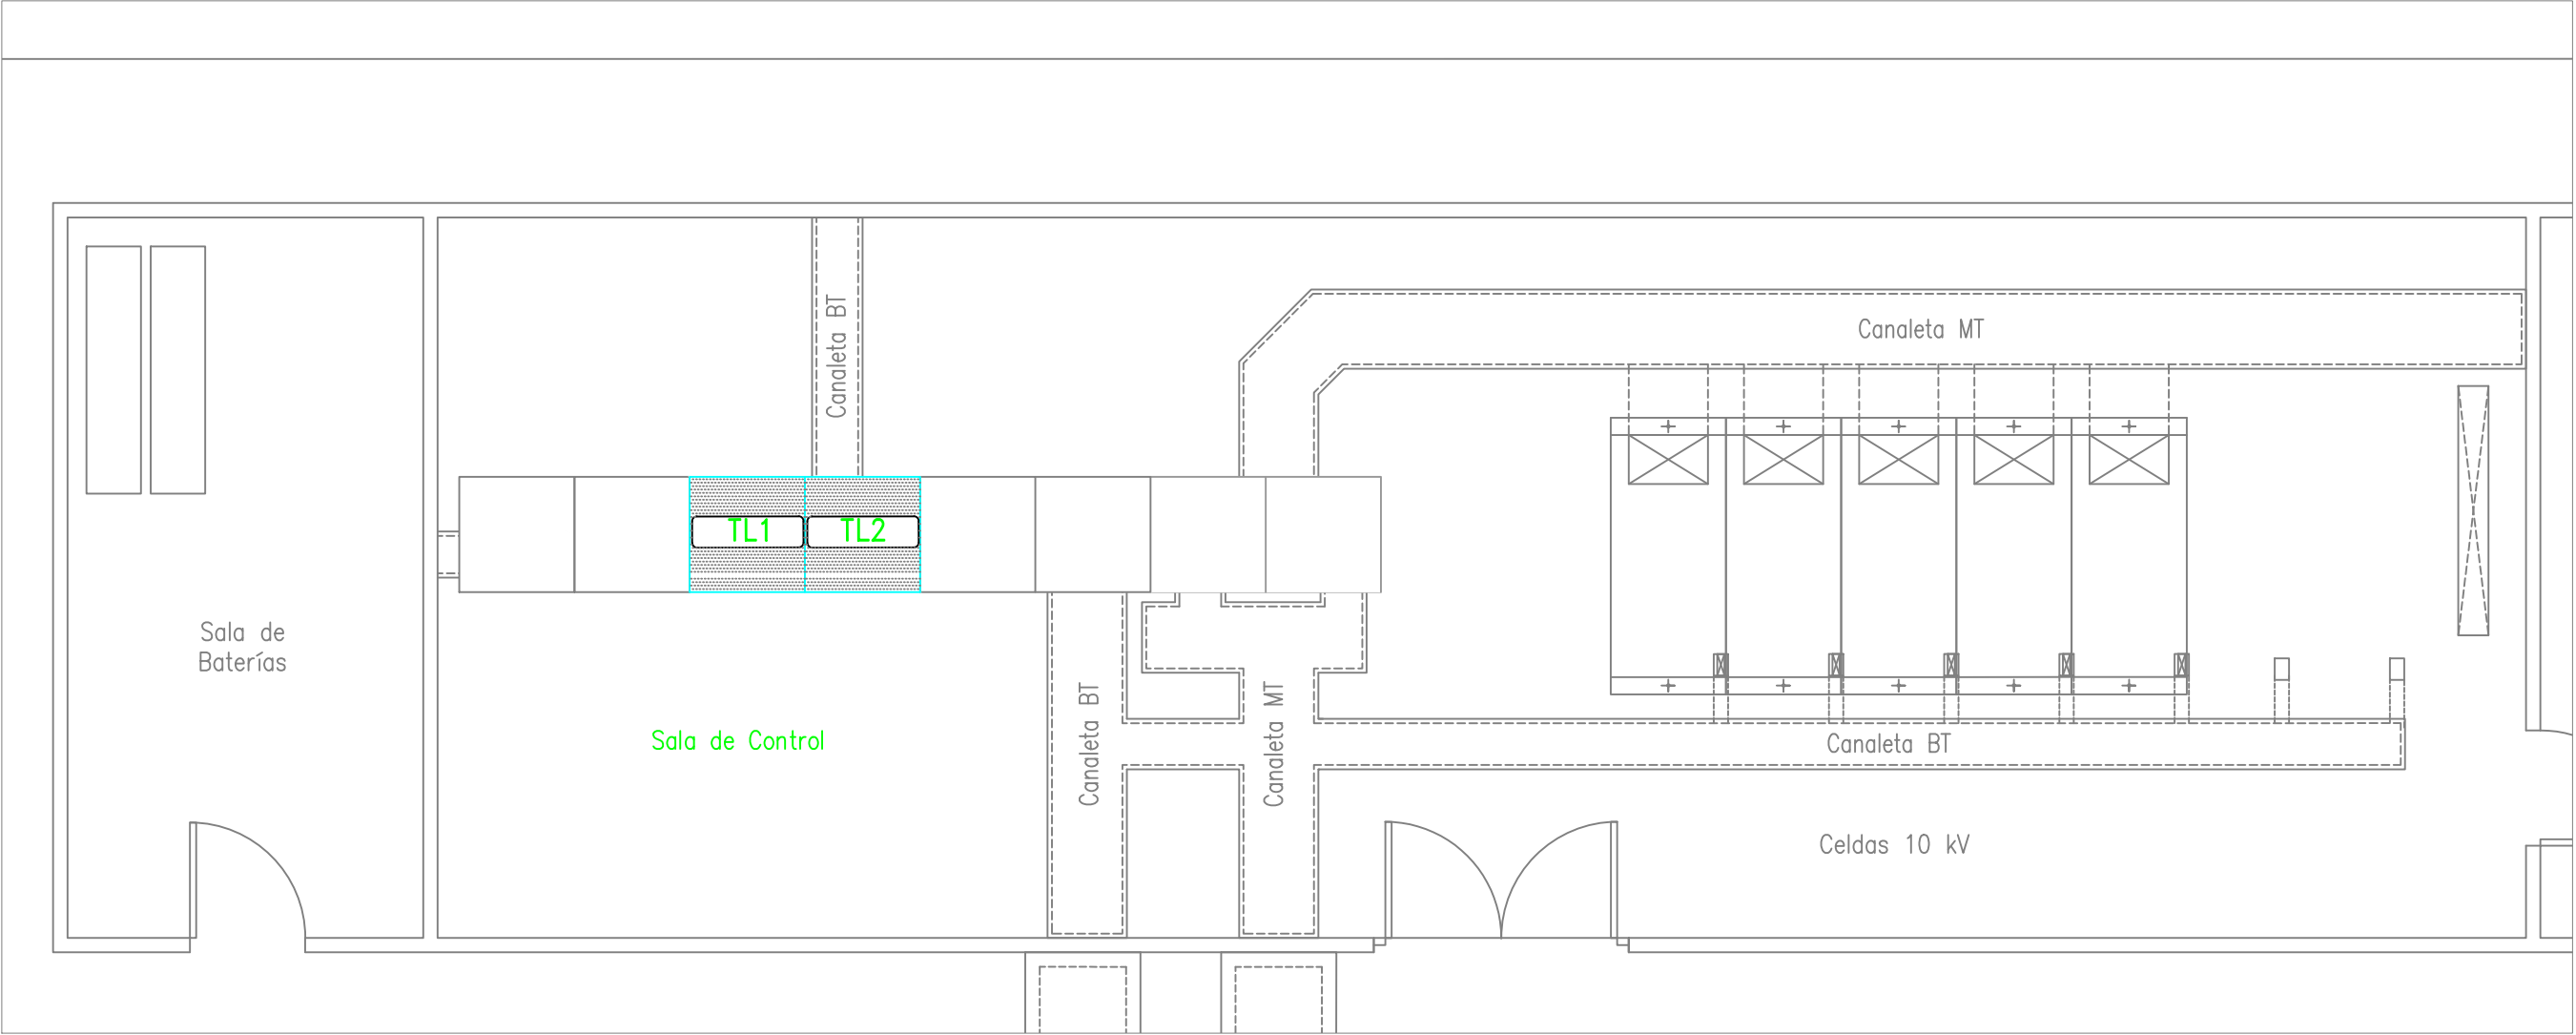 Canaleta BT
Canaleta MT
TL1
TL2
Sala de
Baterías
Sala de Control
Canaleta BT
Canaleta MT
Canaleta BT
Celdas 10 kV